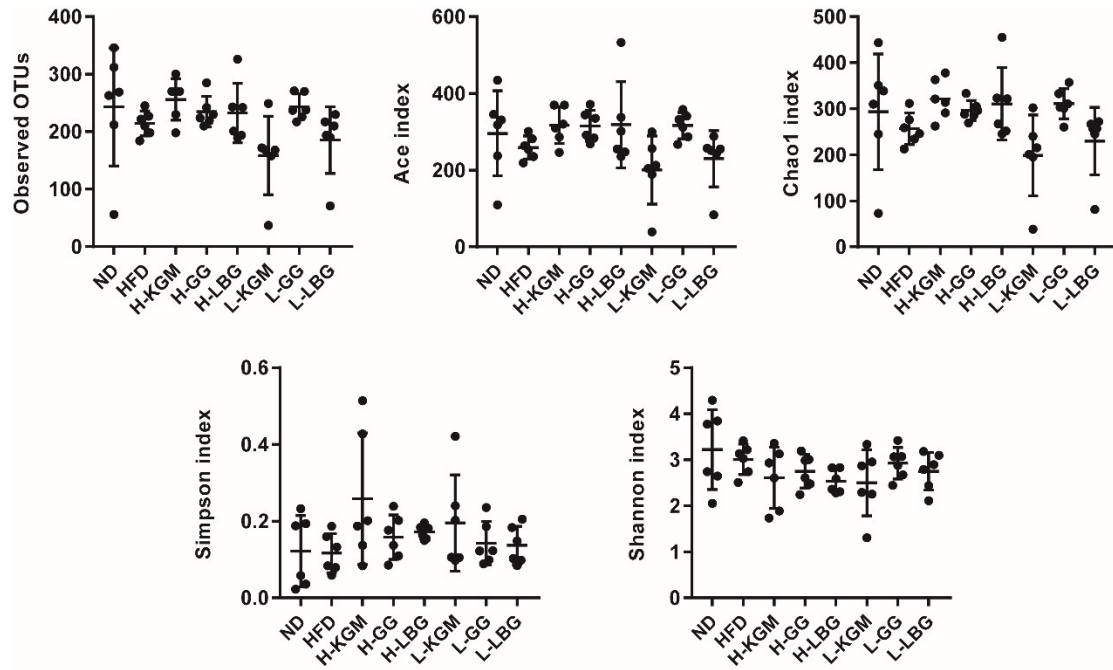 Observed OTUs
400
300
200
100
0
ND
HFD
H-KGM
H-GG
H-LBG
L-KGM
L-GG
L-LBG
Ace index
600
400
200
0
ND
HFD
H-KGM
H-GG
H-LBG
L-KGM
L-GG
L-LBG
Chao1 index
500
400
300
200
100
0
ND
HFD
H-KGM
H-GG
H-LBG
L-KGM
L-GG
L-LBG
Simpson index
0.6
0.4
0.2
0.0
ND
HFD
H-KGM
H-GG
H-LBG
L-KGM
L-GG
L-LBG
Shannon index
5
4
3
2
1
0
ND
HFD
H-KGM
H-GG
H-LBG
L-KGM
L-GG
L-LBG